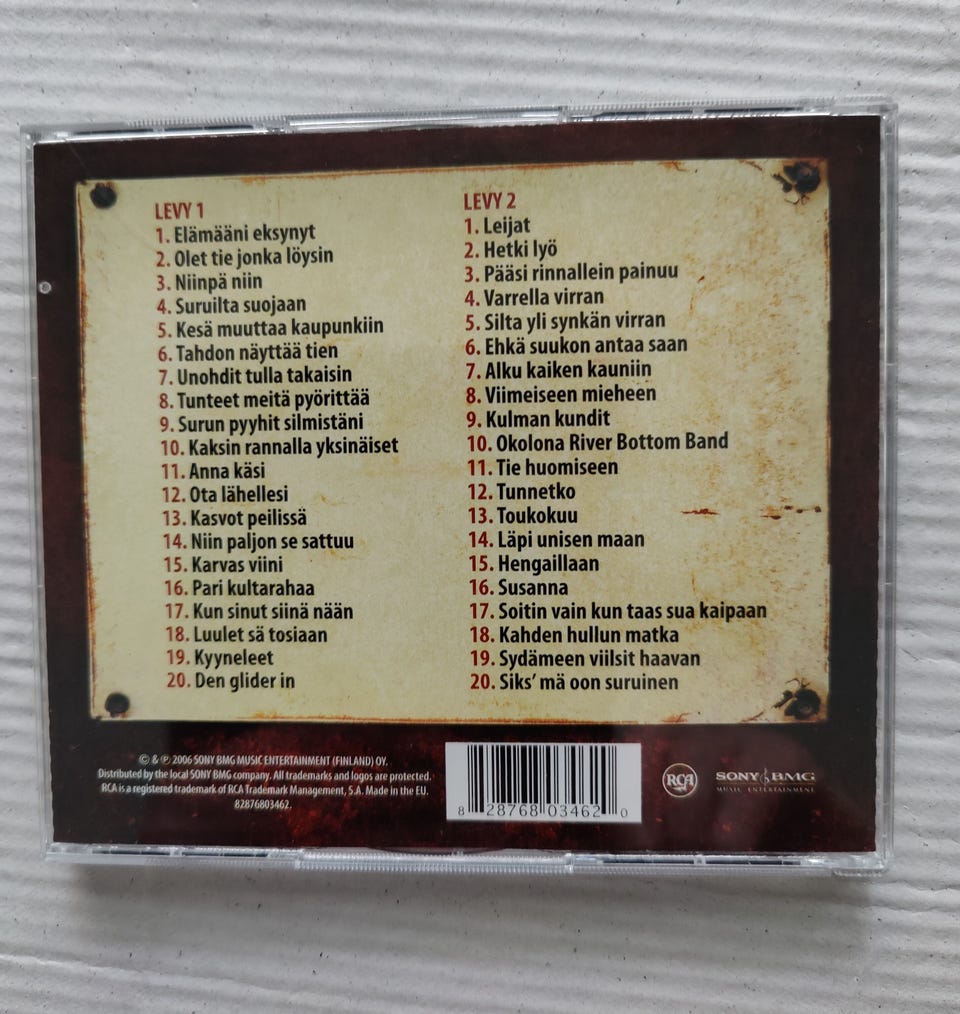 LEVY 1
1. Elämääni eksynyt
2. Olet tie jonka löysin
3. Niinpä niin
4. Suruilta suojaan
5. Kesä muuttaa kaupunkiin
6. Tahdon näyttää tien
7. Unohdit tulla takaisin
8. Tunteet meitä pyörittää
9. Surun pyyhit silmistäni
10. Kaksin rannalla yksinäiset
11. Anna käsi
12. Ota lähellesi
13. Kasvot peilissä
14. Niin paljon se sattuu
15. Karvas viini
16. Pari kultarahaa
17. Kun sinut siinä nään
18. Luulet sä tosiaan
19. Kyyneleet
20. Den glider in
LEVY 2
1. Leijat
2. Hetki lyö
3. Pääsi rinnallein painuu
4. Varrella virran
5. Silta yli synkän virran
6. Ehkä suukon antaa saan
7. Alku kaiken kauniin
8. Viimeiseen mieheen
9. Kulman kundit
10. Okolona River Bottom Band
11. Tie huomiseen
12. Tunnetko
13. Toukokuu
14. Läpi unisen maan
15. Hengaillaan
16. Susanna
17. Soitin vain kun taas sua kaipaan
18. Kahden hullun matka
19. Sydämeen viilsit haavan
20. Siks' mä oon suruinen
© & ℗ 2006 SONY BMG MUSIC ENTERTAINMENT (FINLAND) OY.
Distributed by the local SONY BMG company. All trademarks and logos are protected.
RCA is a registered trademark of RCA Trademark Management, S.A. Made in the EU.
82876803462.
8 28768 03462 0
RCA
SONY BMG
MUSIC ENTERTAINMENT